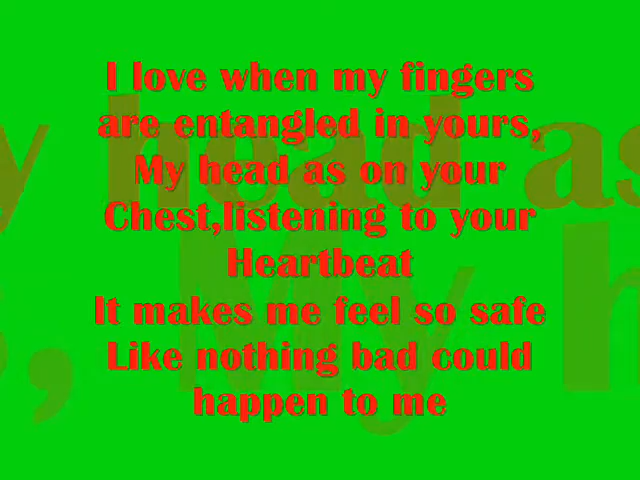 I love when my fingers
are entangled in yours,
My head as on your
Chest,listening to your
Heartbeat
It makes me feel so safe
Like nothing bad could
happen to me